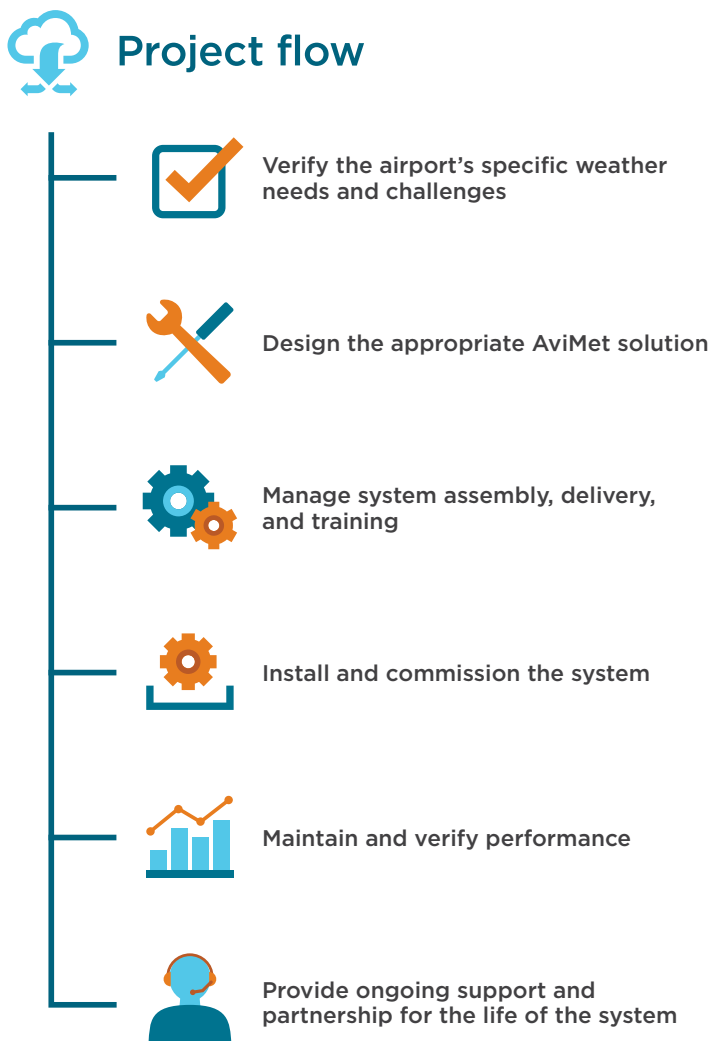 Project flow
Verify the airport’s specific weather
needs and challenges
Design the appropriate AviMet solution
Manage system assembly, delivery,
and training
Install and commission the system
Maintain and verify performance
Provide ongoing support and
partnership for the life of the system